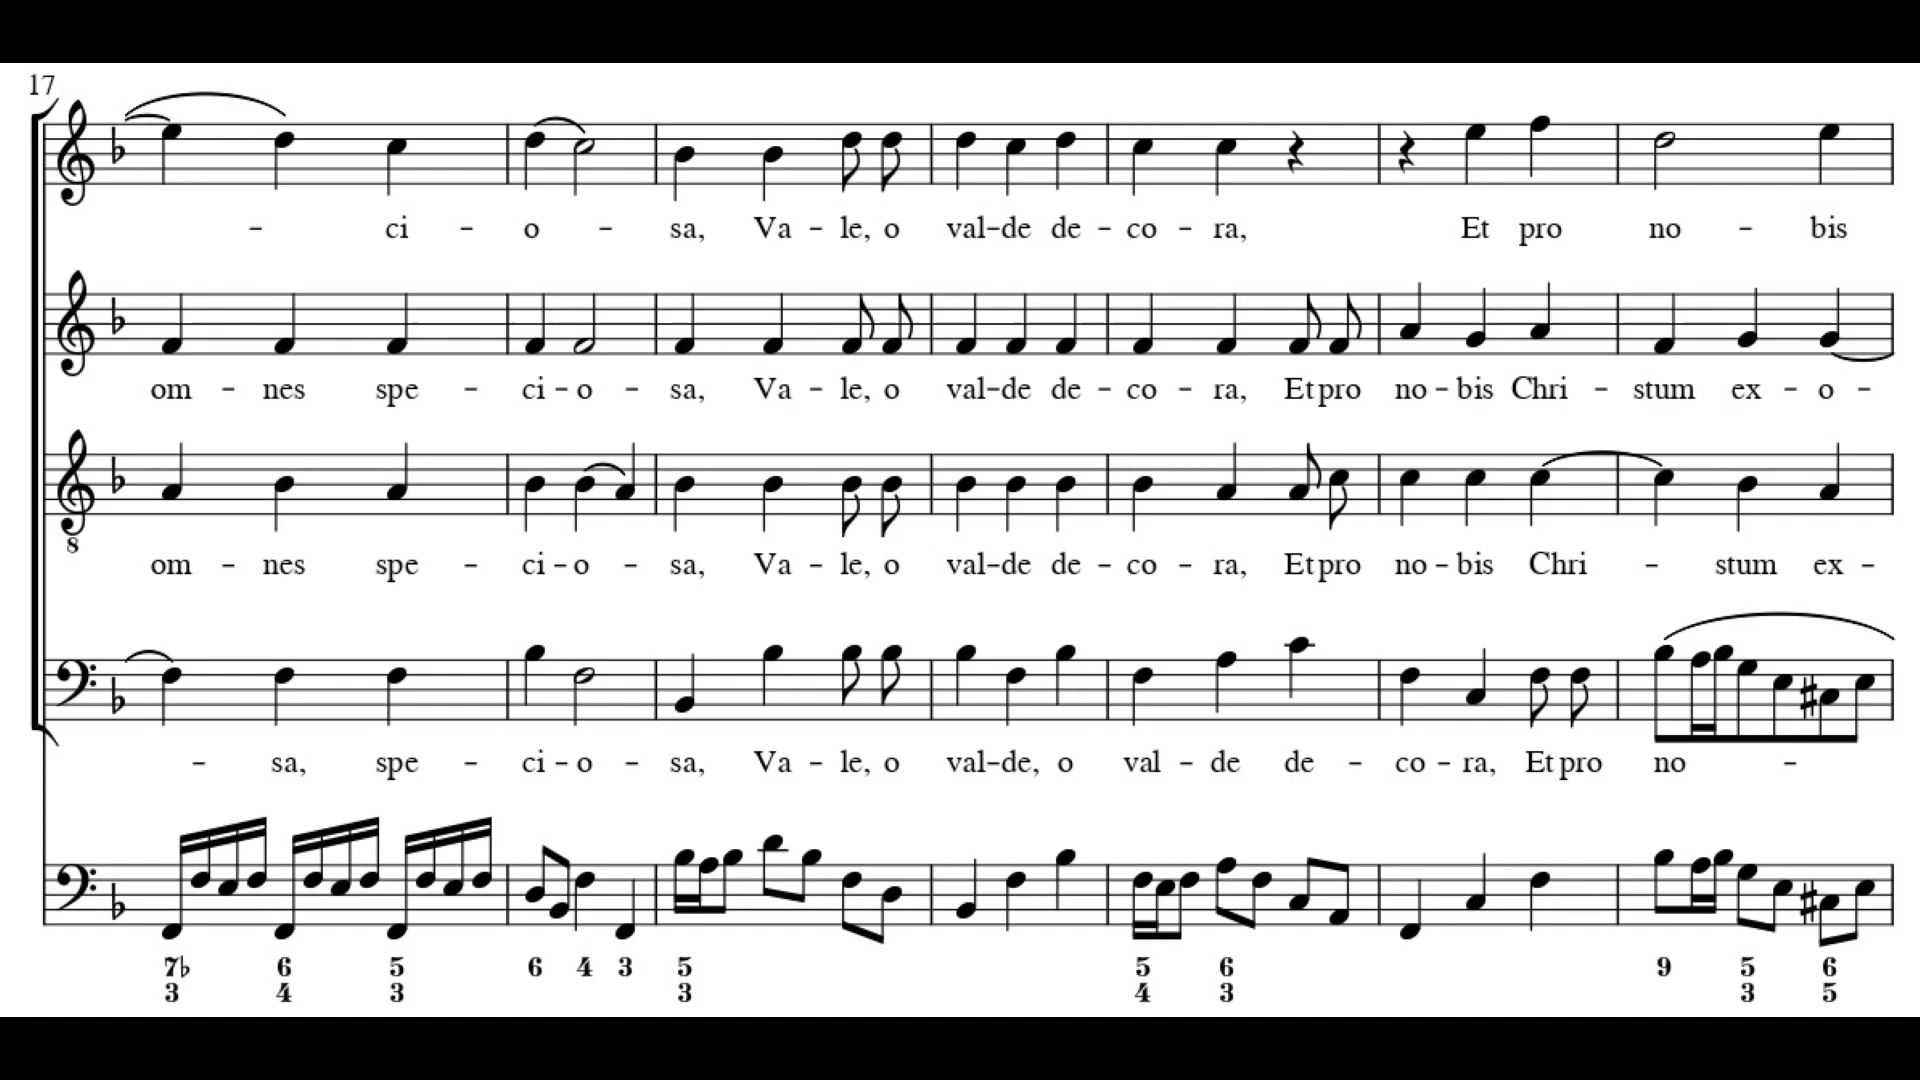 17
- ci - o - sa, Va - le, o val-de de - co - ra, Et pro no - bis
om - nes spe - ci - o - sa, Va - le, o val-de de - co - ra, Et pro no - bis Chri - stum ex - o -
8
om - nes spe - ci - o - sa, Va - le, o val-de de - co - ra, Et pro no - bis Chri - stum ex -
- sa, spe - ci - o - sa, Va - le, o val-de, o val - de de - co - ra, Et pro no -
7♭ 6 5 6 4 3 5 5 6 9 5 6
3 4 3 3 4 3 3 5